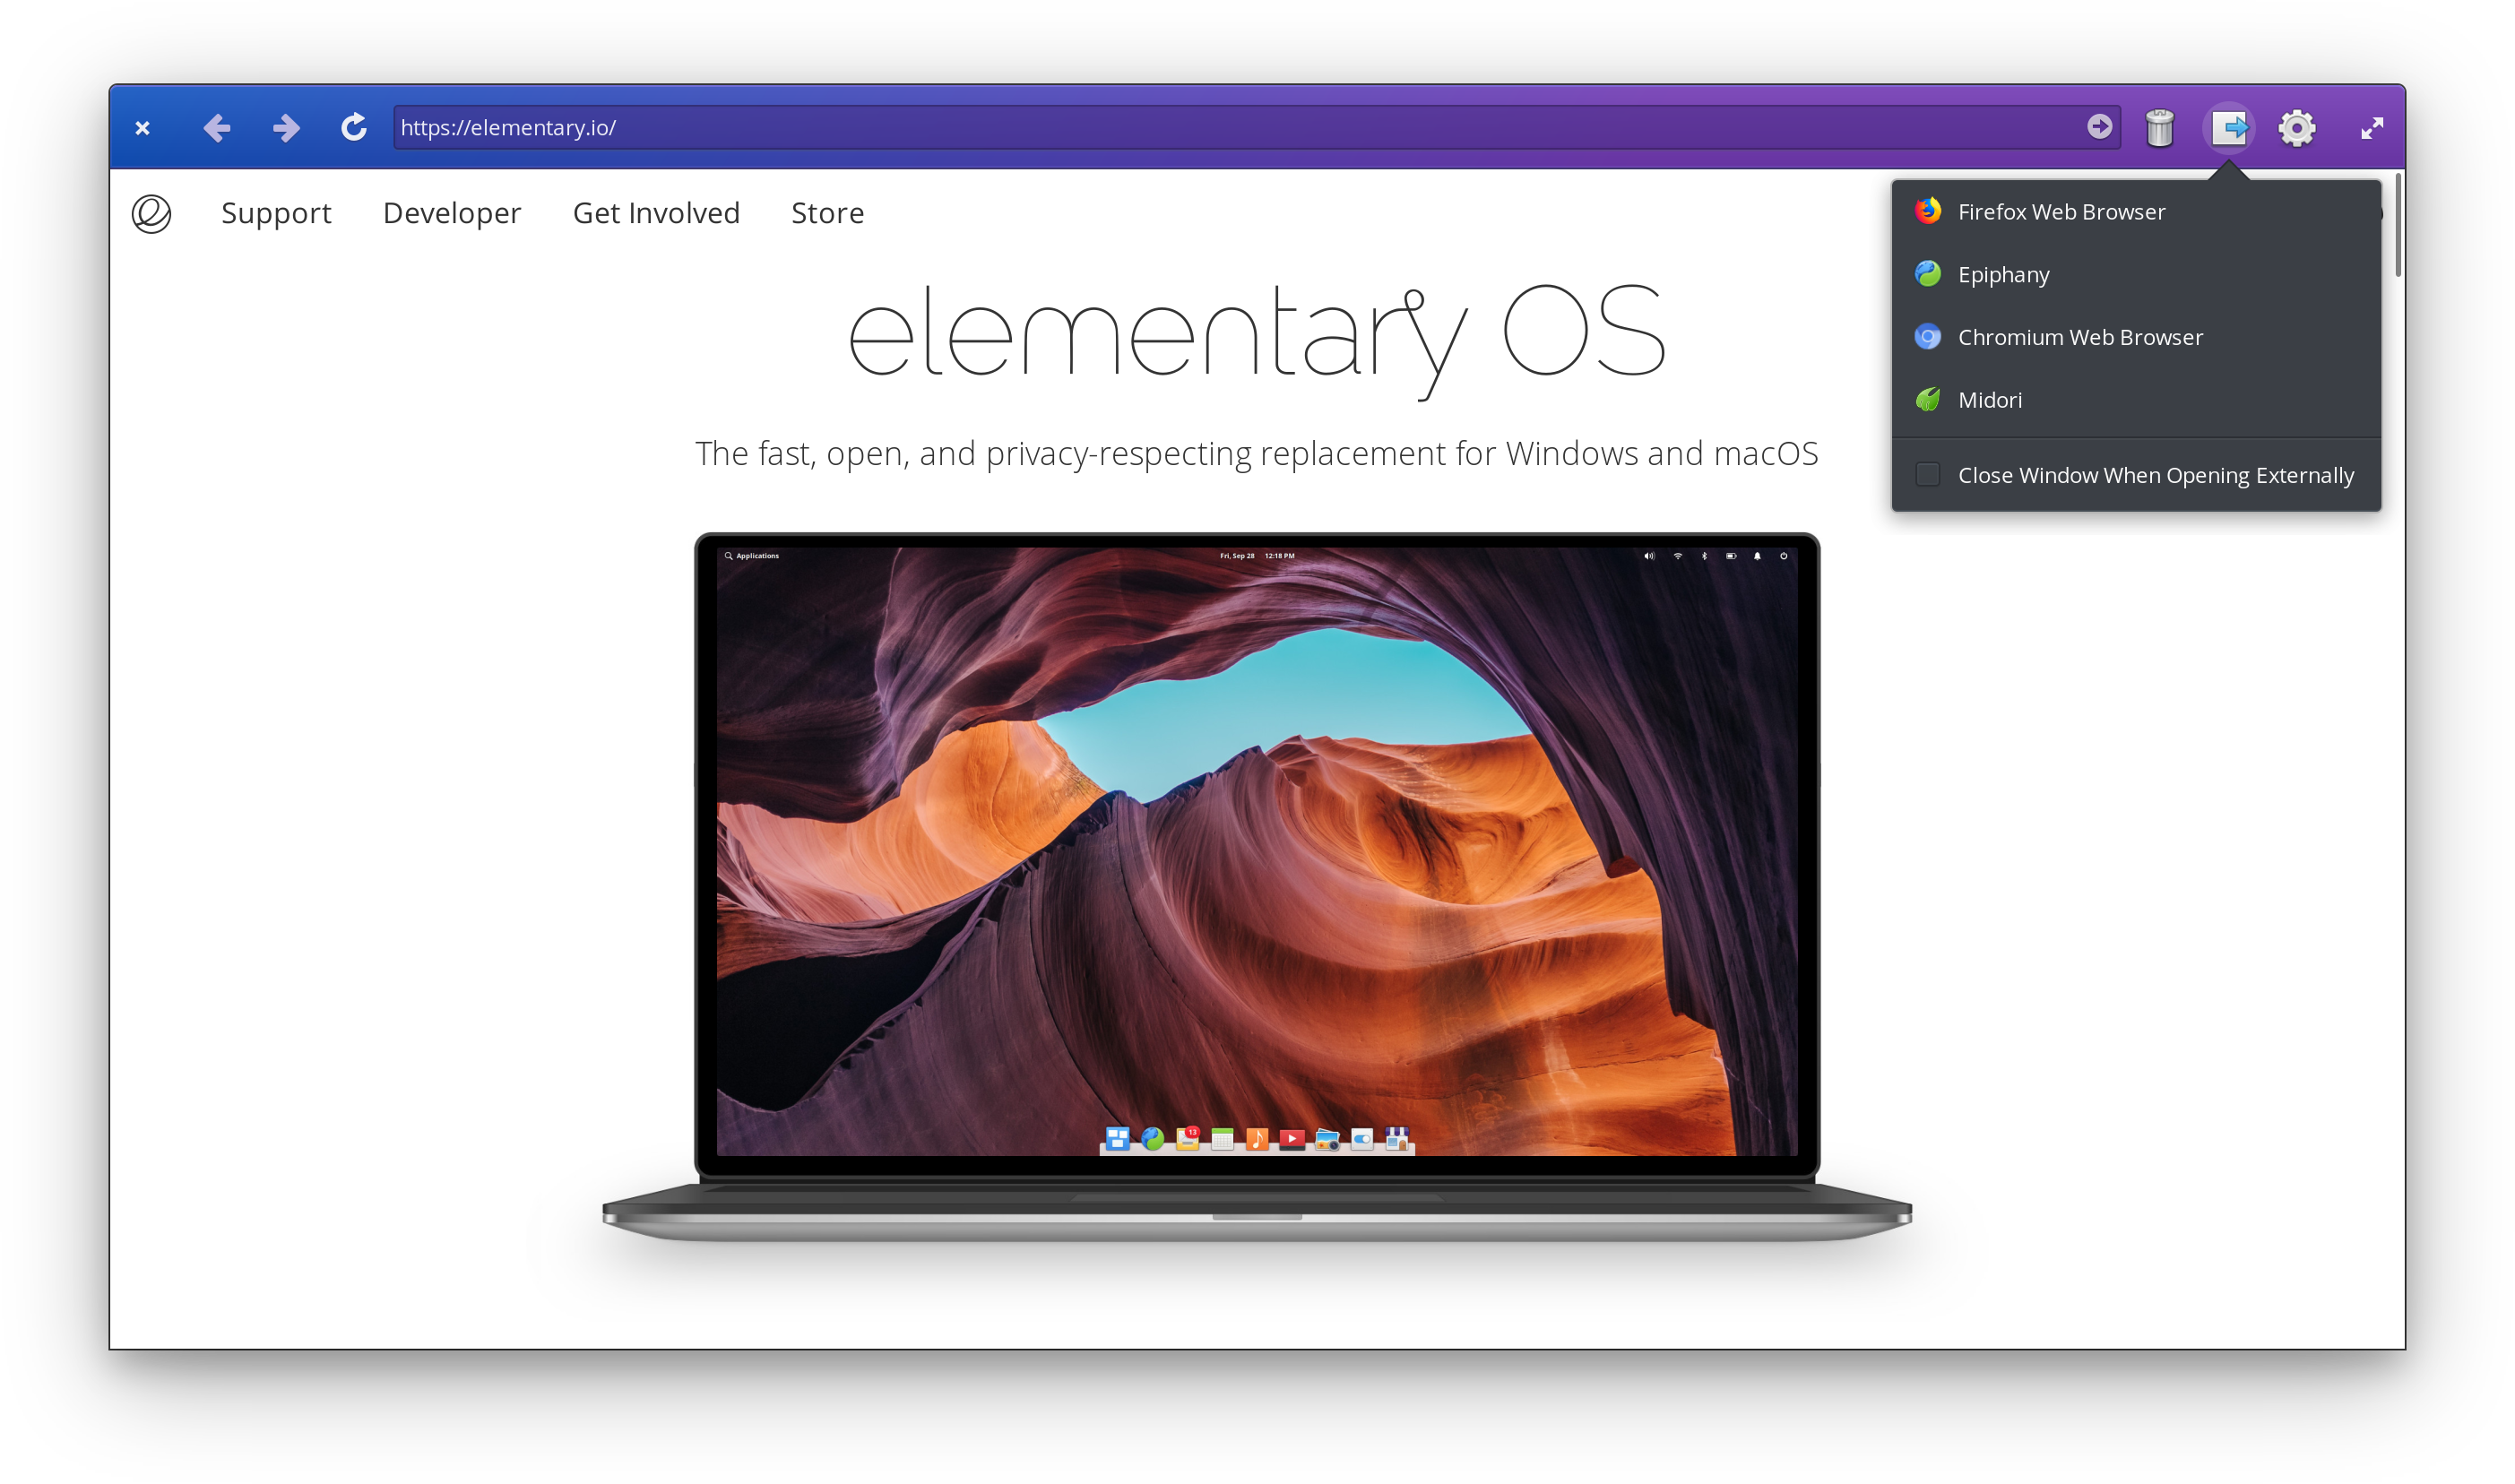 https://elementary.io/
Support Developer Get Involved Store
Firefox Web Browser
Epiphany
Chromium Web Browser
Midori
Close Window When Opening Externally
elementary OS
The fast, open, and privacy-respecting replacement for Windows and macOS
Applications Fri, Sep 28 12:18 PM
13